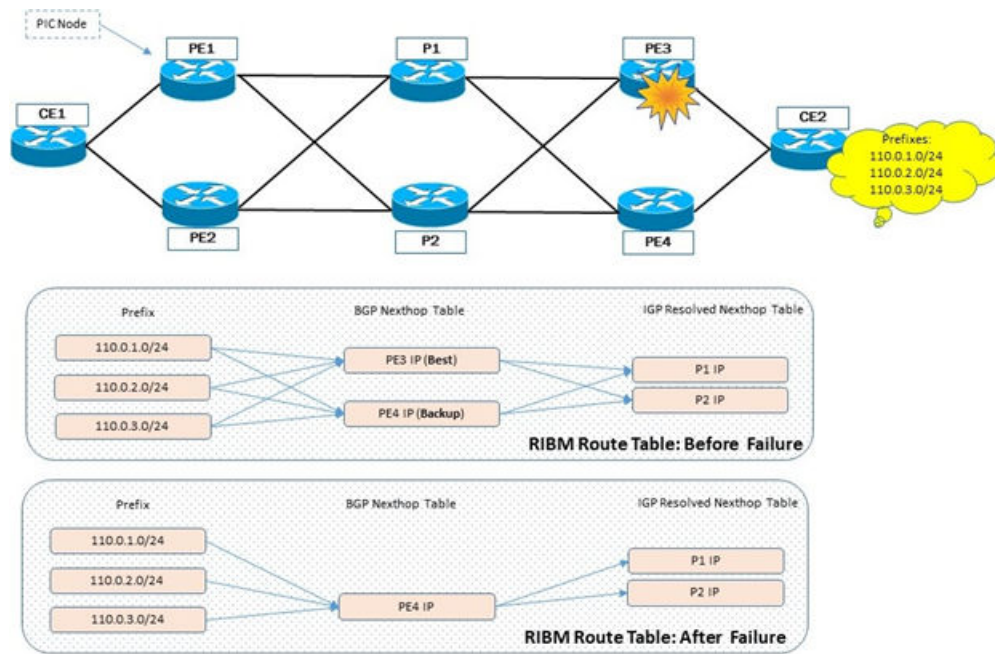 PIC Node
PE1
P1
PE3
CE1
CE2
Prefixes:
110.0.1.0/24
110.0.2.0/24
110.0.3.0/24
PE2
P2
PE4
Prefix
BGP Nexthop Table
IGP Resolved Nexthop Table
110.0.1.0/24
110.0.2.0/24
110.0.3.0/24
PE3 IP (Best)
PE4 IP (Backup)
P1 IP
P2 IP
RIBM Route Table: Before Failure
Prefix
BGP Nexthop Table
IGP Resolved Nexthop Table
110.0.1.0/24
110.0.2.0/24
110.0.3.0/24
PE4 IP
P1 IP
P2 IP
RIBM Route Table: After Failure